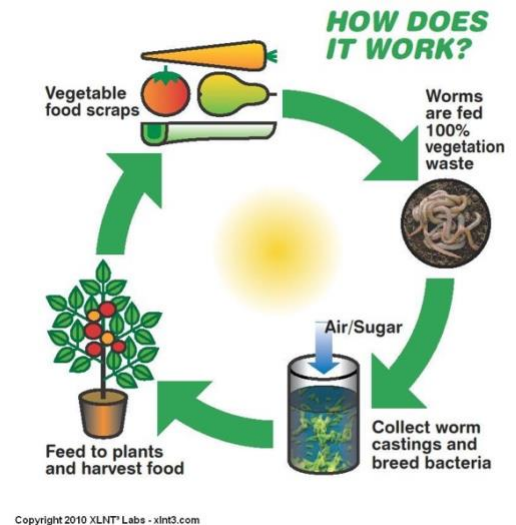 HOW DOES
IT WORK?
Vegetable
food scraps
Worms
are fed
100%
vegetation
waste
Air/Sugar
Collect worm
castings and
breed bacteria
Feed to plants
and harvest food
Copyright 2010 XLNT® Labs - xlnt3.com